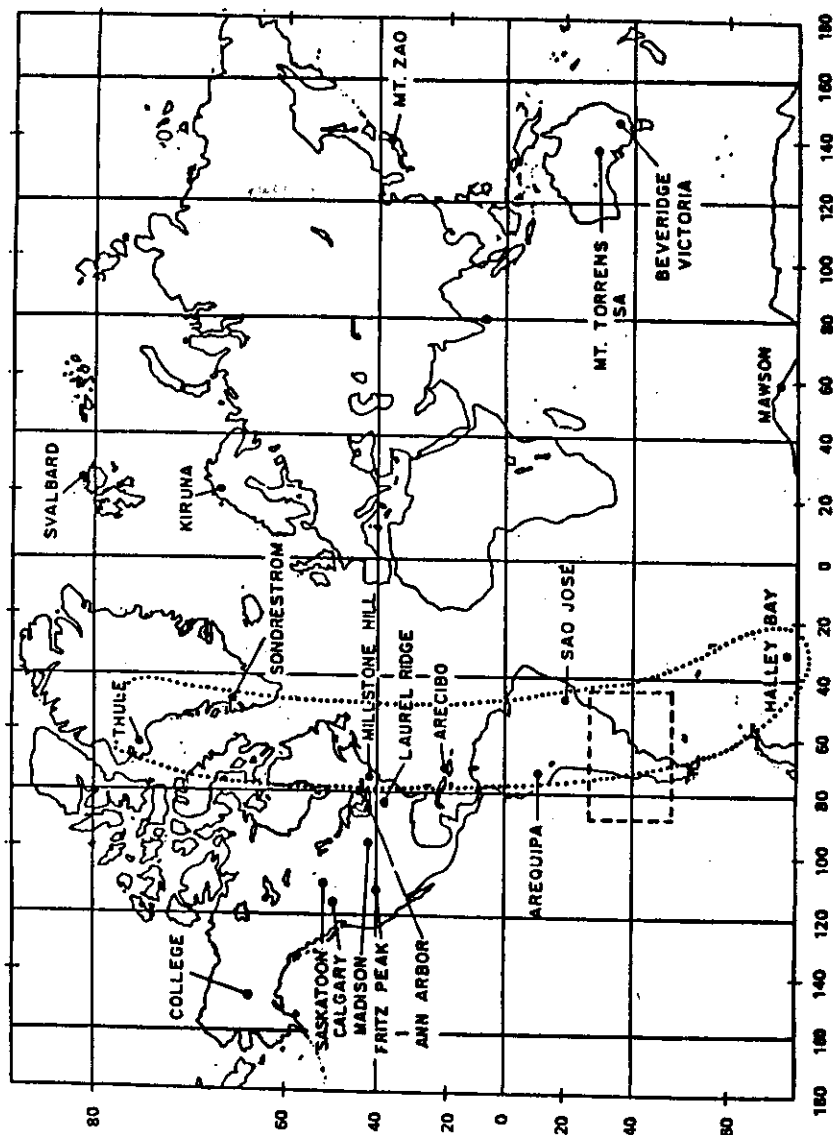 SVALBARD
THULE
COLLEGE
KIRUNA
SONDRESTROM
SASKATOON
CALGARY
MADISON
FRITZ PEAK
ANN ARBOR
MILLSTONE HILL
LAUREL RIDGE
ARECIBO
MT. ZAO
AREQUIPA
SAO JOSE
MT. TORRENS
ISA
BEVERIDGE
VICTORIA
HALLEY BAY
MAWSON
80
60
40
20
0
20
40
60
180 160 140 120 100 80 60 40 20 0 20 40 60 80 100 120 140 160 180